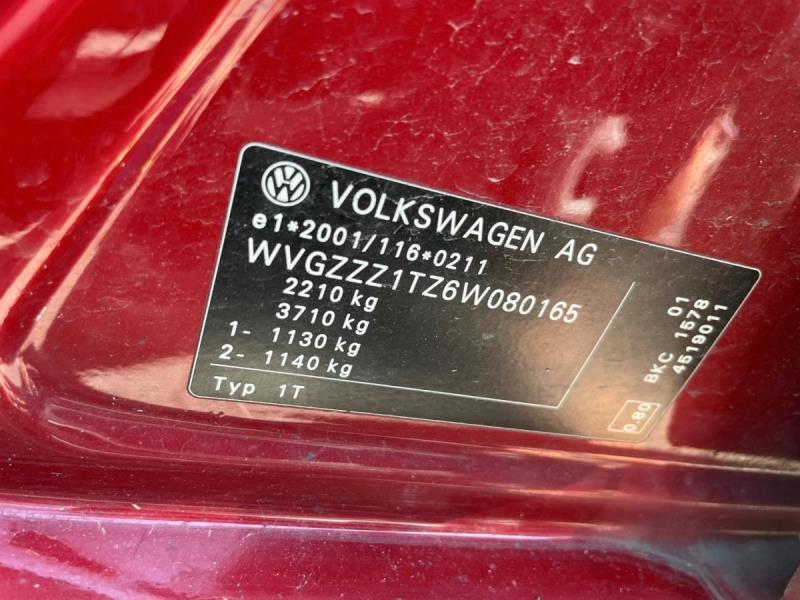 VOLKSWAGEN AG
e1*2001/116*0211
WVGZZZ1TZ6W080165
2210 kg
3710 kg
1- 1130 kg
2- 1140 kg
Typ 1T
01
BKC 1578
4519011
0.80